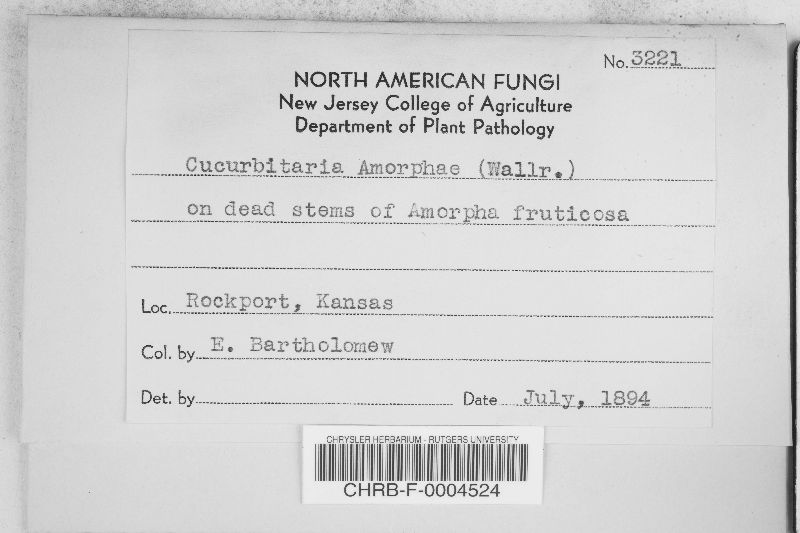 No. 3221
NORTH AMERICAN FUNGI
New Jersey College of Agriculture
Department of Plant Pathology
Cucurbitaria Amorphae (Wallr.)
on dead stems of Amorpha fruticosa
Loc. Rockport, Kansas
Col. by E. Bartholomew
Det. by
Date July, 1894
CHRYSLER HERBARIUM - RUTGERS UNIVERSITY
CHRB-F-0004524